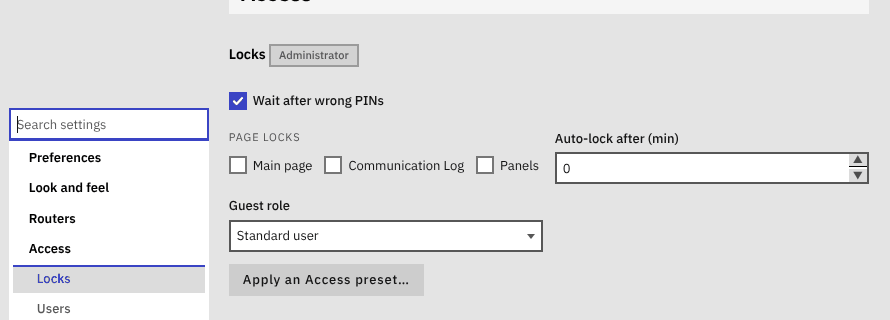 Access
Locks Administrator
Wait after wrong PINs
PAGE LOCKS
Main page Communication Log Panels
Auto-lock after (min)
0
Guest role
Standard user
Apply an Access preset...
Search settings
Preferences
Look and feel
Routers
Access
Locks
Users